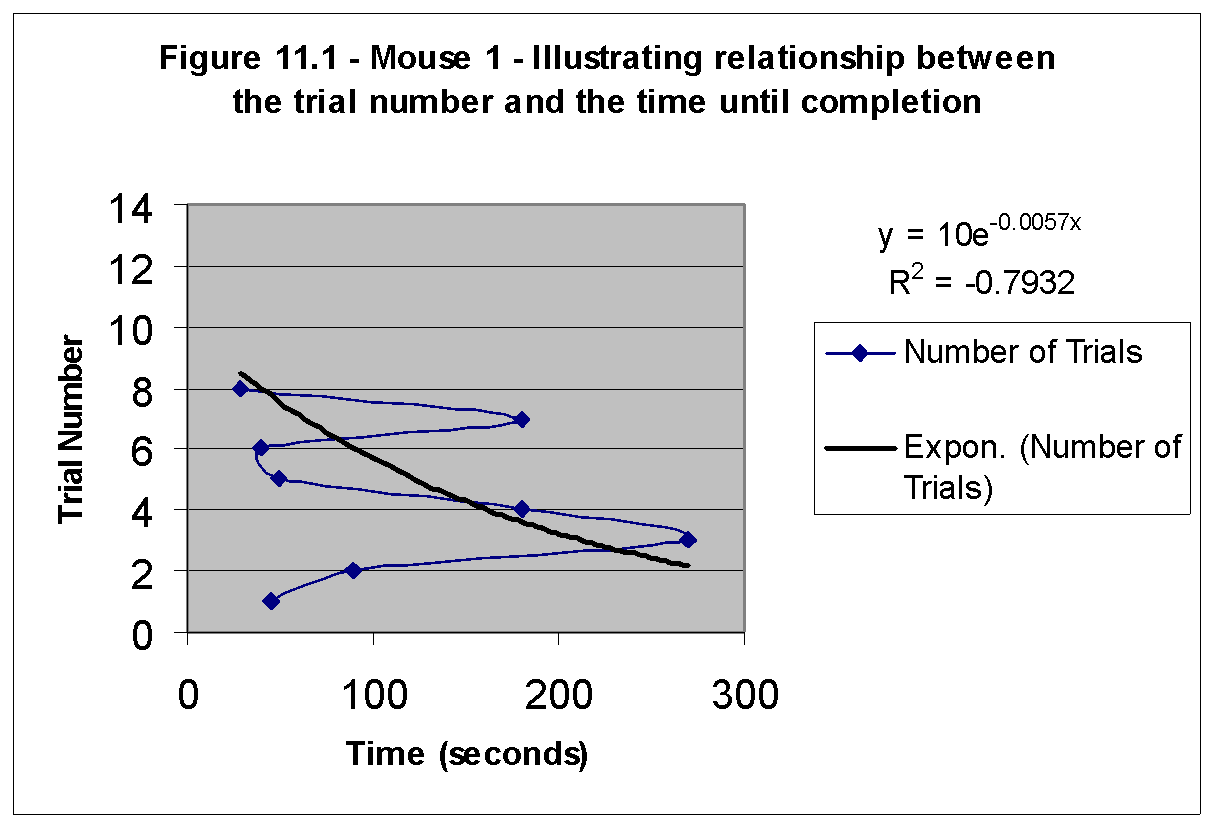 Figure 11.1 - Mouse 1 - Illustrating relationship between
the trial number and the time until completion
y = 10e^-0.0057x
R² = -0.7932
Number of Trials
Expon. (Number of
Trials)
Trial Number
14
12
10
8
6
4
2
0
0 100 200 300
Time (seconds)